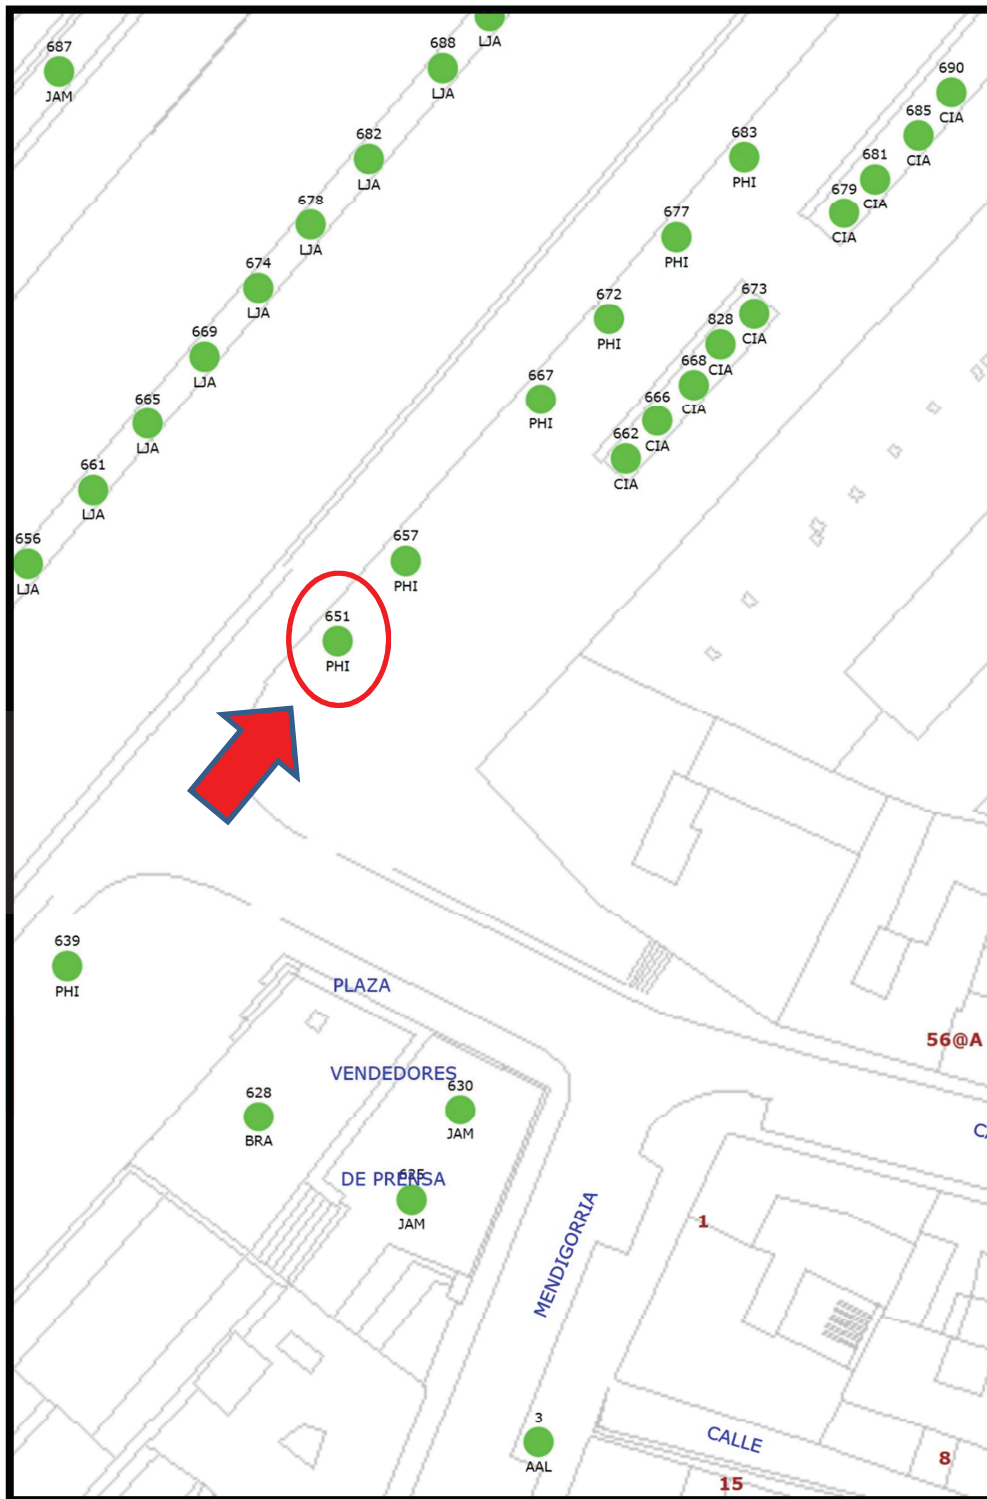 LJA
687
JAM
688
LJA
690
CIA
685
CIA
682
LJA
683
PHI
681
CIA
679
CIA
678
LJA
677
PHI
674
LJA
673
CIA
672
PHI
828
CIA
669
LJA
668
CIA
667
PHI
666
CIA
665
LJA
662
CIA
661
LJA
656
LJA
657
PHI
651
PHI
639
PHI
PLAZA
VENDEDORES
DE PRENSA
56@A
628
BRA
630
JAM
625
JAM
CA
MENDIGORRIA
1
3
AAL
CALLE
8
15